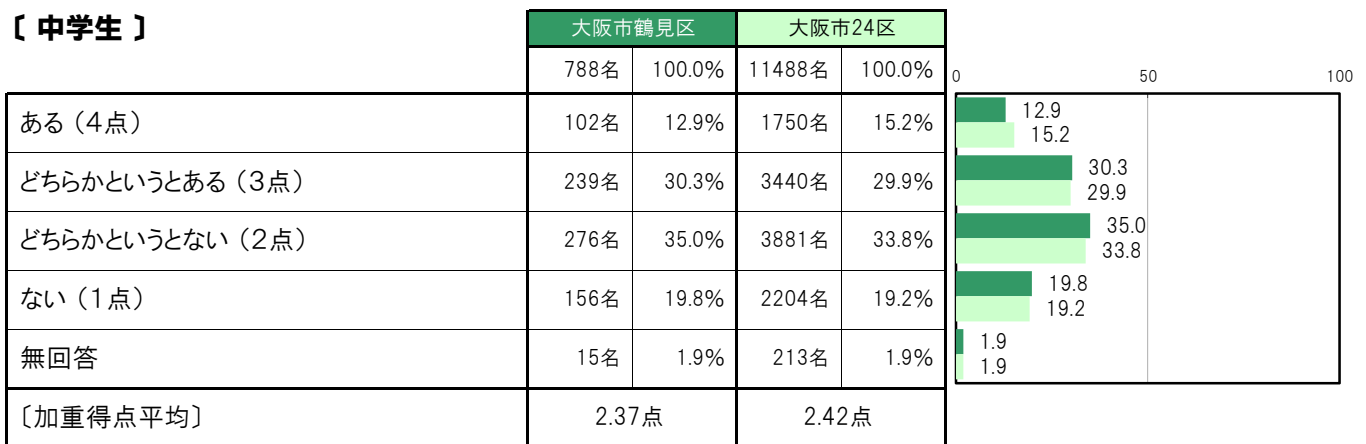 〔 中学生 〕
大阪市鶴見区 大阪市24区
788名 100.0% 11488名 100.0%
0 50 100
ある（4点） 102名 12.9% 1750名 15.2%
12.9
15.2
どちらかというとある（3点） 239名 30.3% 3440名 29.9%
30.3
29.9
どちらかというとない（2点） 276名 35.0% 3881名 33.8%
35.0
33.8
ない（1点） 156名 19.8% 2204名 19.2%
19.8
19.2
無回答 15名 1.9% 213名 1.9%
1.9
1.9
〔加重得点平均〕 2.37点 2.42点